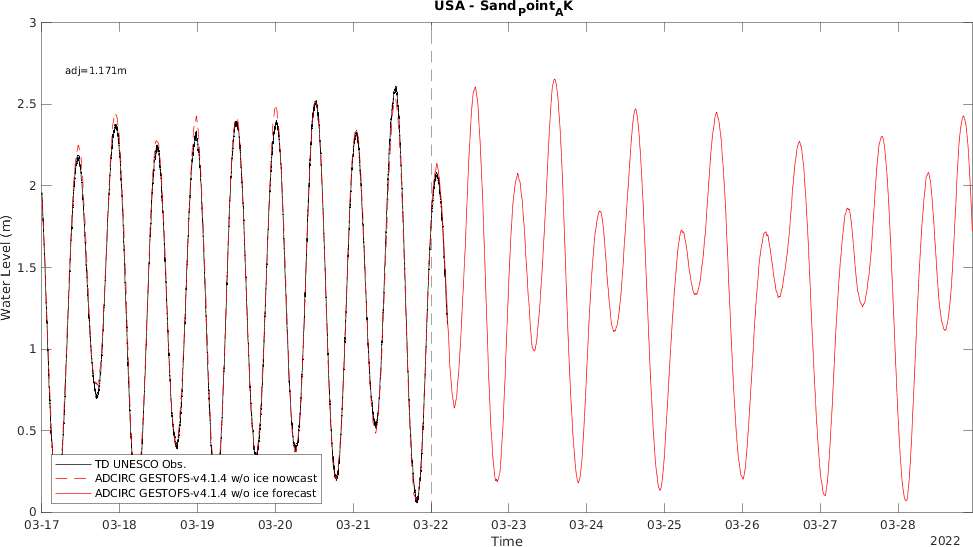 USA - Sand_Point_AK
3
adj=1.171m
2.5
2
1.5
1
0.5
0
Water Level (m)
TD UNESCO Obs.
ADCIRC GESTOFS-v4.1.4 w/o ice nowcast
ADCIRC GESTOFS-v4.1.4 w/o ice forecast
03-17 03-18 03-19 03-20 03-21 03-22 03-23 03-24 03-25 03-26 03-27 03-28
Time
2022